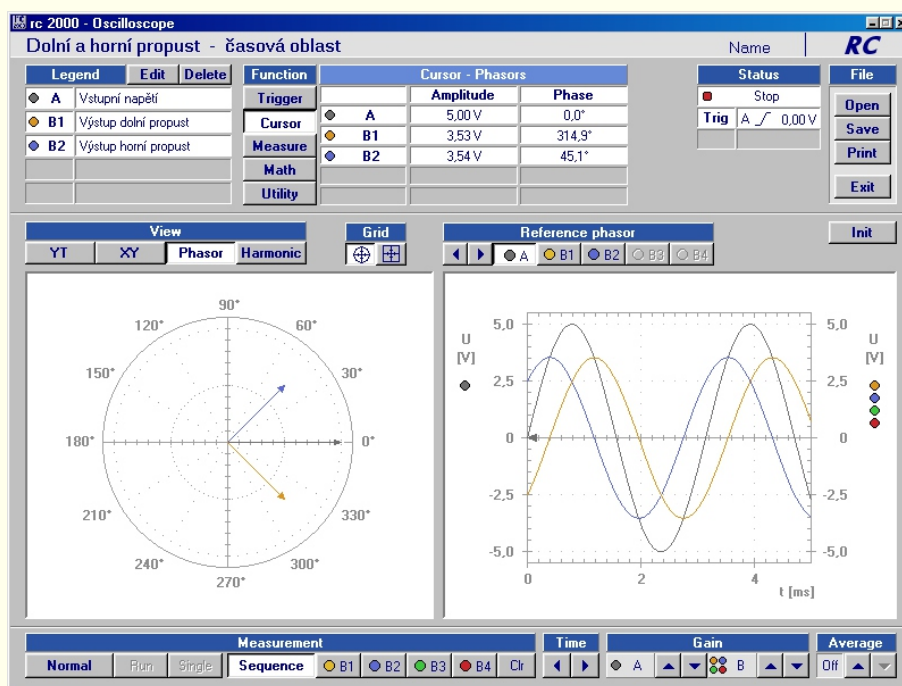 rc 2000 - Oscilloscope
Dolní a horní propust - časová oblast Name RC
Legend Edit Delete Function Cursor - Phasors Status File
A Vstupní napětí Trigger Amplitude Phase Stop Open
B1 Výstup dolní propust Cursor A 5,00 V 0,0° Trig A 0,00 V Save
B2 Výstup horní propust Measure B1 3,53 V 314,9° Print
Math B2 3,54 V 45,1°
Utility Exit
View Grid Reference phasor Init
YT XY Phasor Harmonic A B1 B2 B3 B4
90°
120° 60°
150° 30°
180° 0°
210° 330°
240° 300°
270°
U [V] 5,0 5,0 U [V]
2,5 2,5
0 0
-2,5 -2,5
-5,0 -5,0
0 2 4
t [ms]
Measurement Time Gain Average
Normal Run Single Sequence B1 B2 B3 B4 Clr A B Off